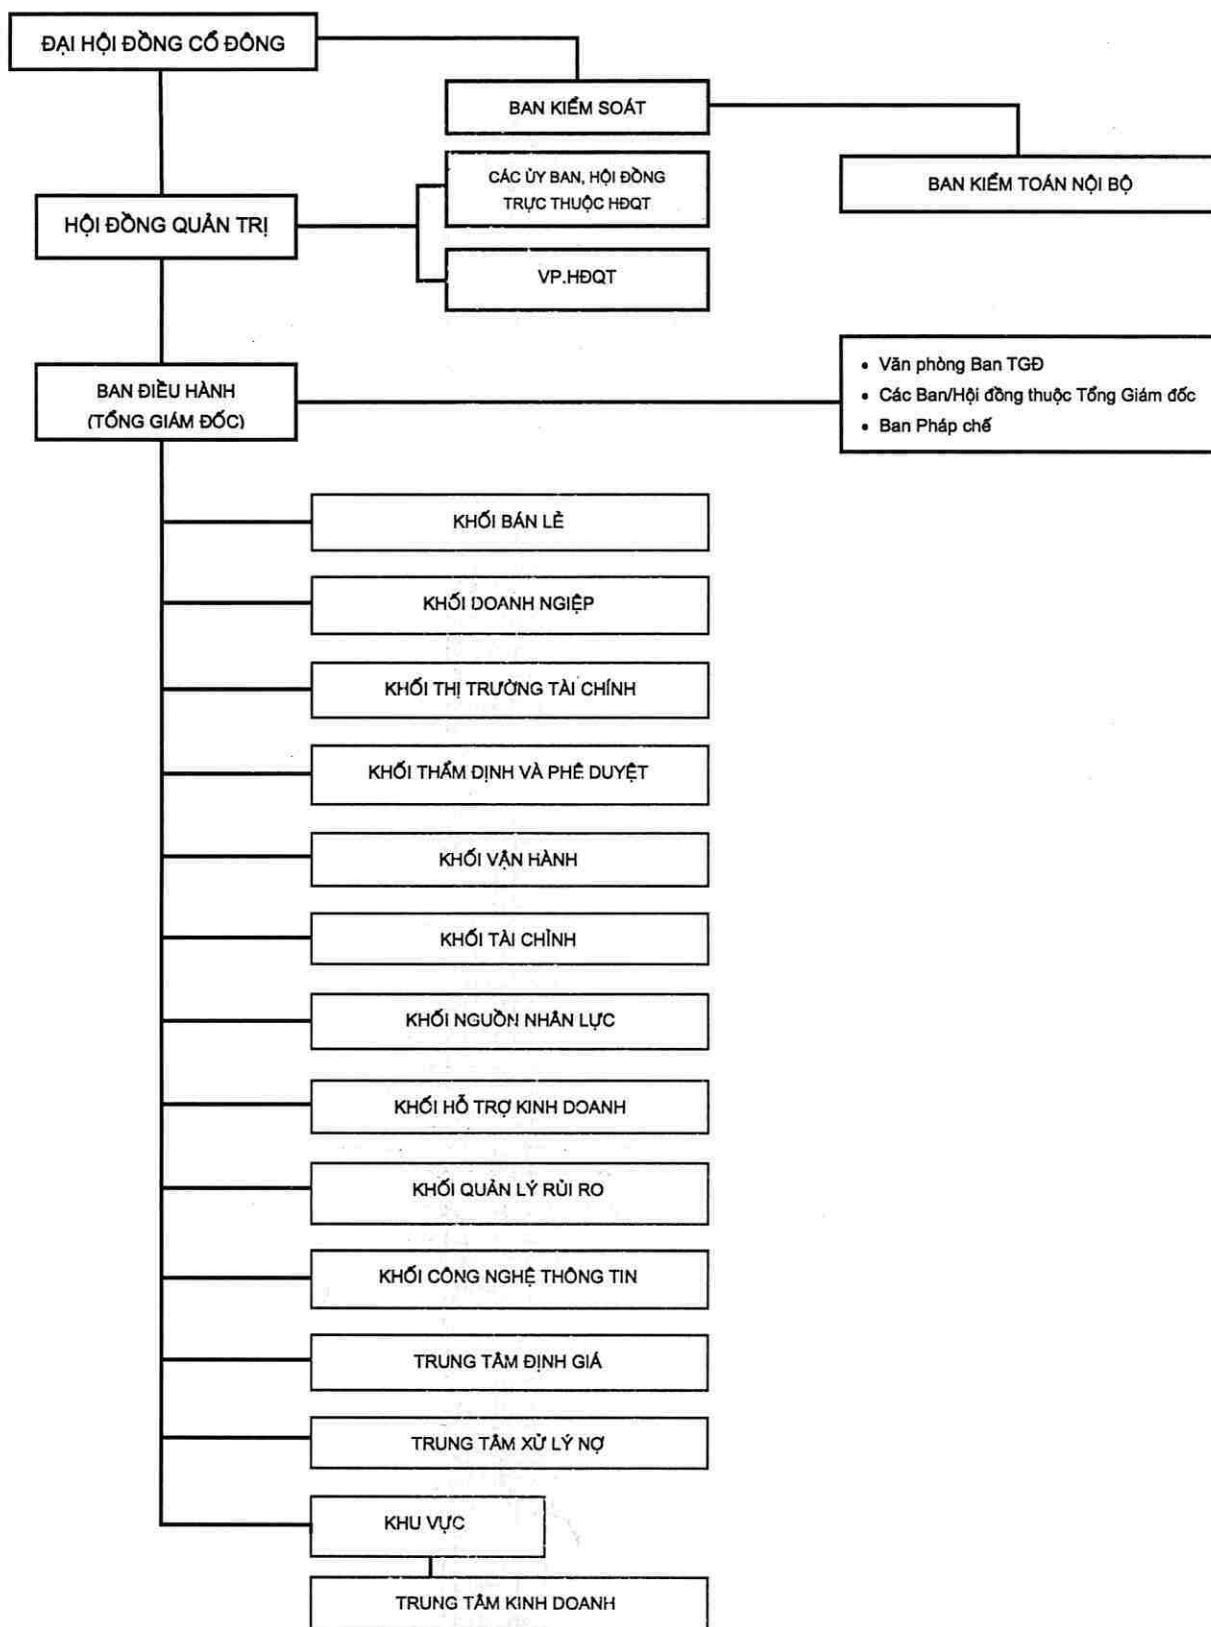 ĐẠI HỘI ĐỒNG CỔ ĐÔNG
BAN KIỂM SOÁT
CÁC ỦY BAN, HỘI ĐỒNG
TRỰC THUỘC HĐQT
BAN KIỂM TOÁN NỘI BỘ
HỘI ĐỒNG QUẢN TRỊ
VP.HĐQT
BAN ĐIỀU HÀNH
(TỔNG GIÁM ĐỐC)
• Văn phòng Ban TGĐ
• Các Ban/Hội đồng thuộc Tổng Giám đốc
• Ban Pháp chế
KHỐI BÁN LẺ
KHỐI DOANH NGIỆP
KHỐI THỊ TRƯỜNG TÀI CHÍNH
KHỐI THẨM ĐỊNH VÀ PHÊ DUYỆT
KHỐI VẬN HÀNH
KHỐI TÀI CHÍNH
KHỐI NGUỒN NHÂN LỰC
KHỐI HỖ TRỢ KINH DOANH
KHỐI QUẢN LÝ RỦI RO
KHỐI CÔNG NGHỆ THÔNG TIN
TRUNG TÂM ĐỊNH GIÁ
TRUNG TÂM XỬ LÝ NỢ
KHU VỰC
TRUNG TÂM KINH DOANH